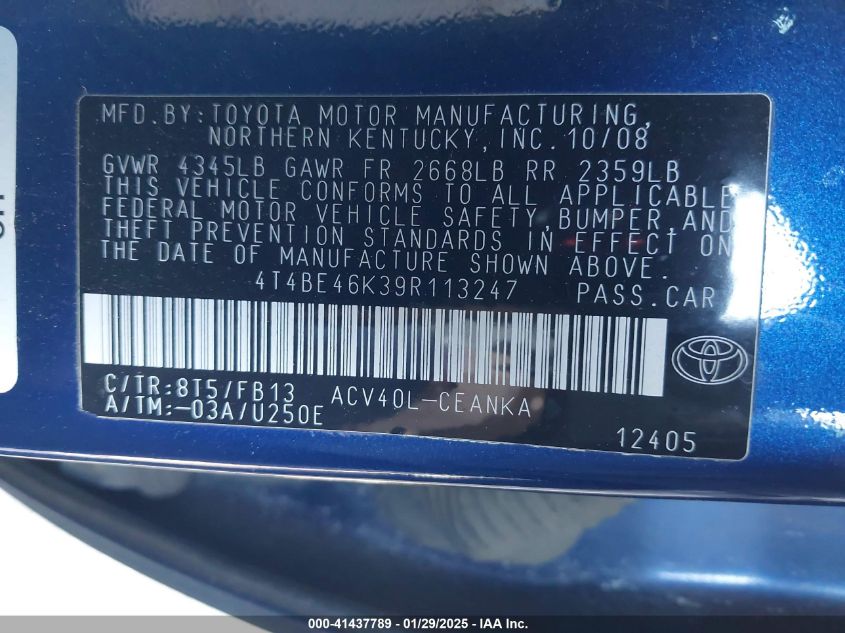 MFD.BY:TOYOTA MOTOR MANUFACTURING,
NORTHERN KENTUCKY,INC.10/08
GVWR 4345LB GAWR FR 2668LB RR 2359LB
THIS VEHICLE CONFORMS TO ALL APPLICABLE
FEDERAL MOTOR VEHICLE SAFETY,BUMPER,AND
THEFT PREVENTION STANDARDS IN EFFECT ON
THE DATE OF MANUFACTURE SHOWN ABOVE.
4T4BE46K39R113247 PASS.CAR
C/TR:8T5/FB13 ACV40L-CEANKA
A/TM:-03A/U250E
12405
000-41437789 - 01/29/2025 - IAA Inc.